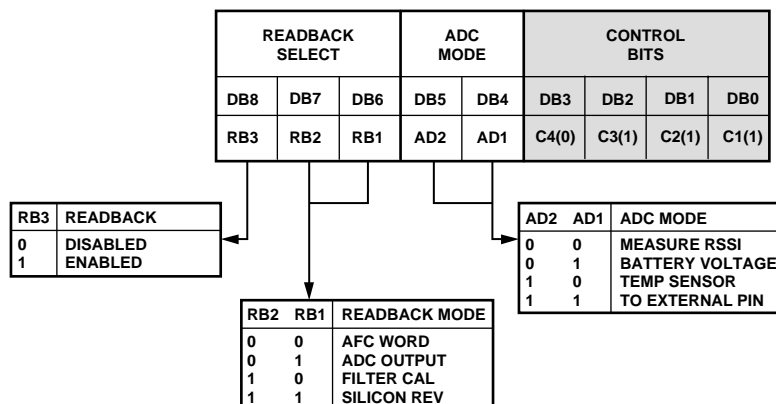 READBACK SELECT
ADC MODE
CONTROL BITS
DB8 DB7 DB6 DB5 DB4 DB3 DB2 DB1 DB0
RB3 RB2 RB1 AD2 AD1 C4(0) C3(1) C2(1) C1(1)
RB3 READBACK
0 DISABLED
1 ENABLED
AD2 AD1 ADC MODE
0 0 MEASURE RSSI
0 1 BATTERY VOLTAGE
1 0 TEMP SENSOR
1 1 TO EXTERNAL PIN
RB2 RB1 READBACK MODE
0 0 AFC WORD
0 1 ADC OUTPUT
1 0 FILTER CAL
1 1 SILICON REV